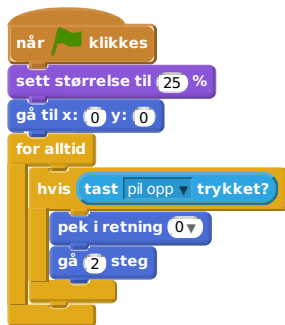 når klikkes
sett størrelse til 25 %
gå til x: 0 y: 0
for alltid
hvis tast pil opp trykket?
pek i retning 0
gå 2 steg